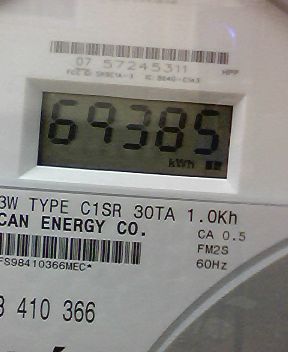 07 57245311
69385
kWh
3W TYPE C1SR 30TA 1.0Kh
CAN ENERGY CO.
CA 0.5
FM2S
60Hz
FS98410366MEC*
3 410 366